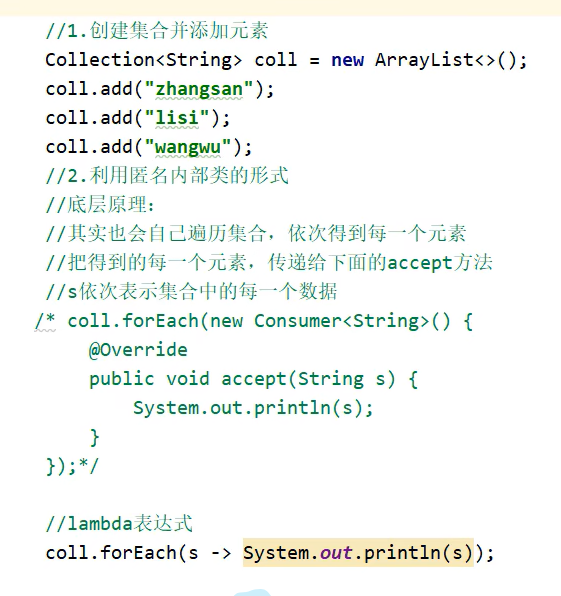 //1.创建集合并添加元素
Collection<String> coll = new ArrayList<>();
coll.add("zhangsan");
coll.add("lisi");
coll.add("wangwu");
//2.利用匿名内部类的形式
//底层原理：
//其实也会自己遍历集合，依次得到每一个元素
//把得到的每一个元素，传递给下面的accept方法
//s依次表示集合中的每一个数据
/* coll.forEach(new Consumer<String>() {
@Override
public void accept(String s) {
System.out.println(s);
}
});*/
//lambda表达式
coll.forEach(s -> System.out.println(s));